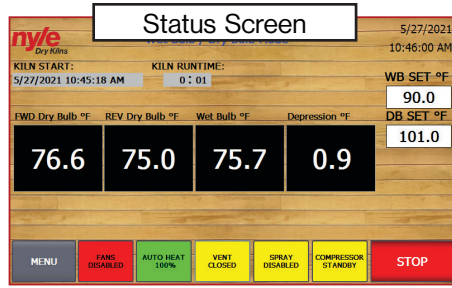 Status Screen
nyle
Dry Kilns
5/27/2021
10:46:00 AM
KILN START:
KILN RUNTIME:
5/27/2021 10:45:18 AM
0: 01
WB SET °F
90.0
DB SET °F
101.0
FWD Dry Bulb °F
REV Dry Bulb °F
Wet Bulb °F
Depression °F
76.6
75.0
75.7
0.9
MENU
FANS
DISABLED
AUTO HEAT
100%
VENT
CLOSED
SPRAY
DISABLED
COMPRESSOR
STANDBY
STOP